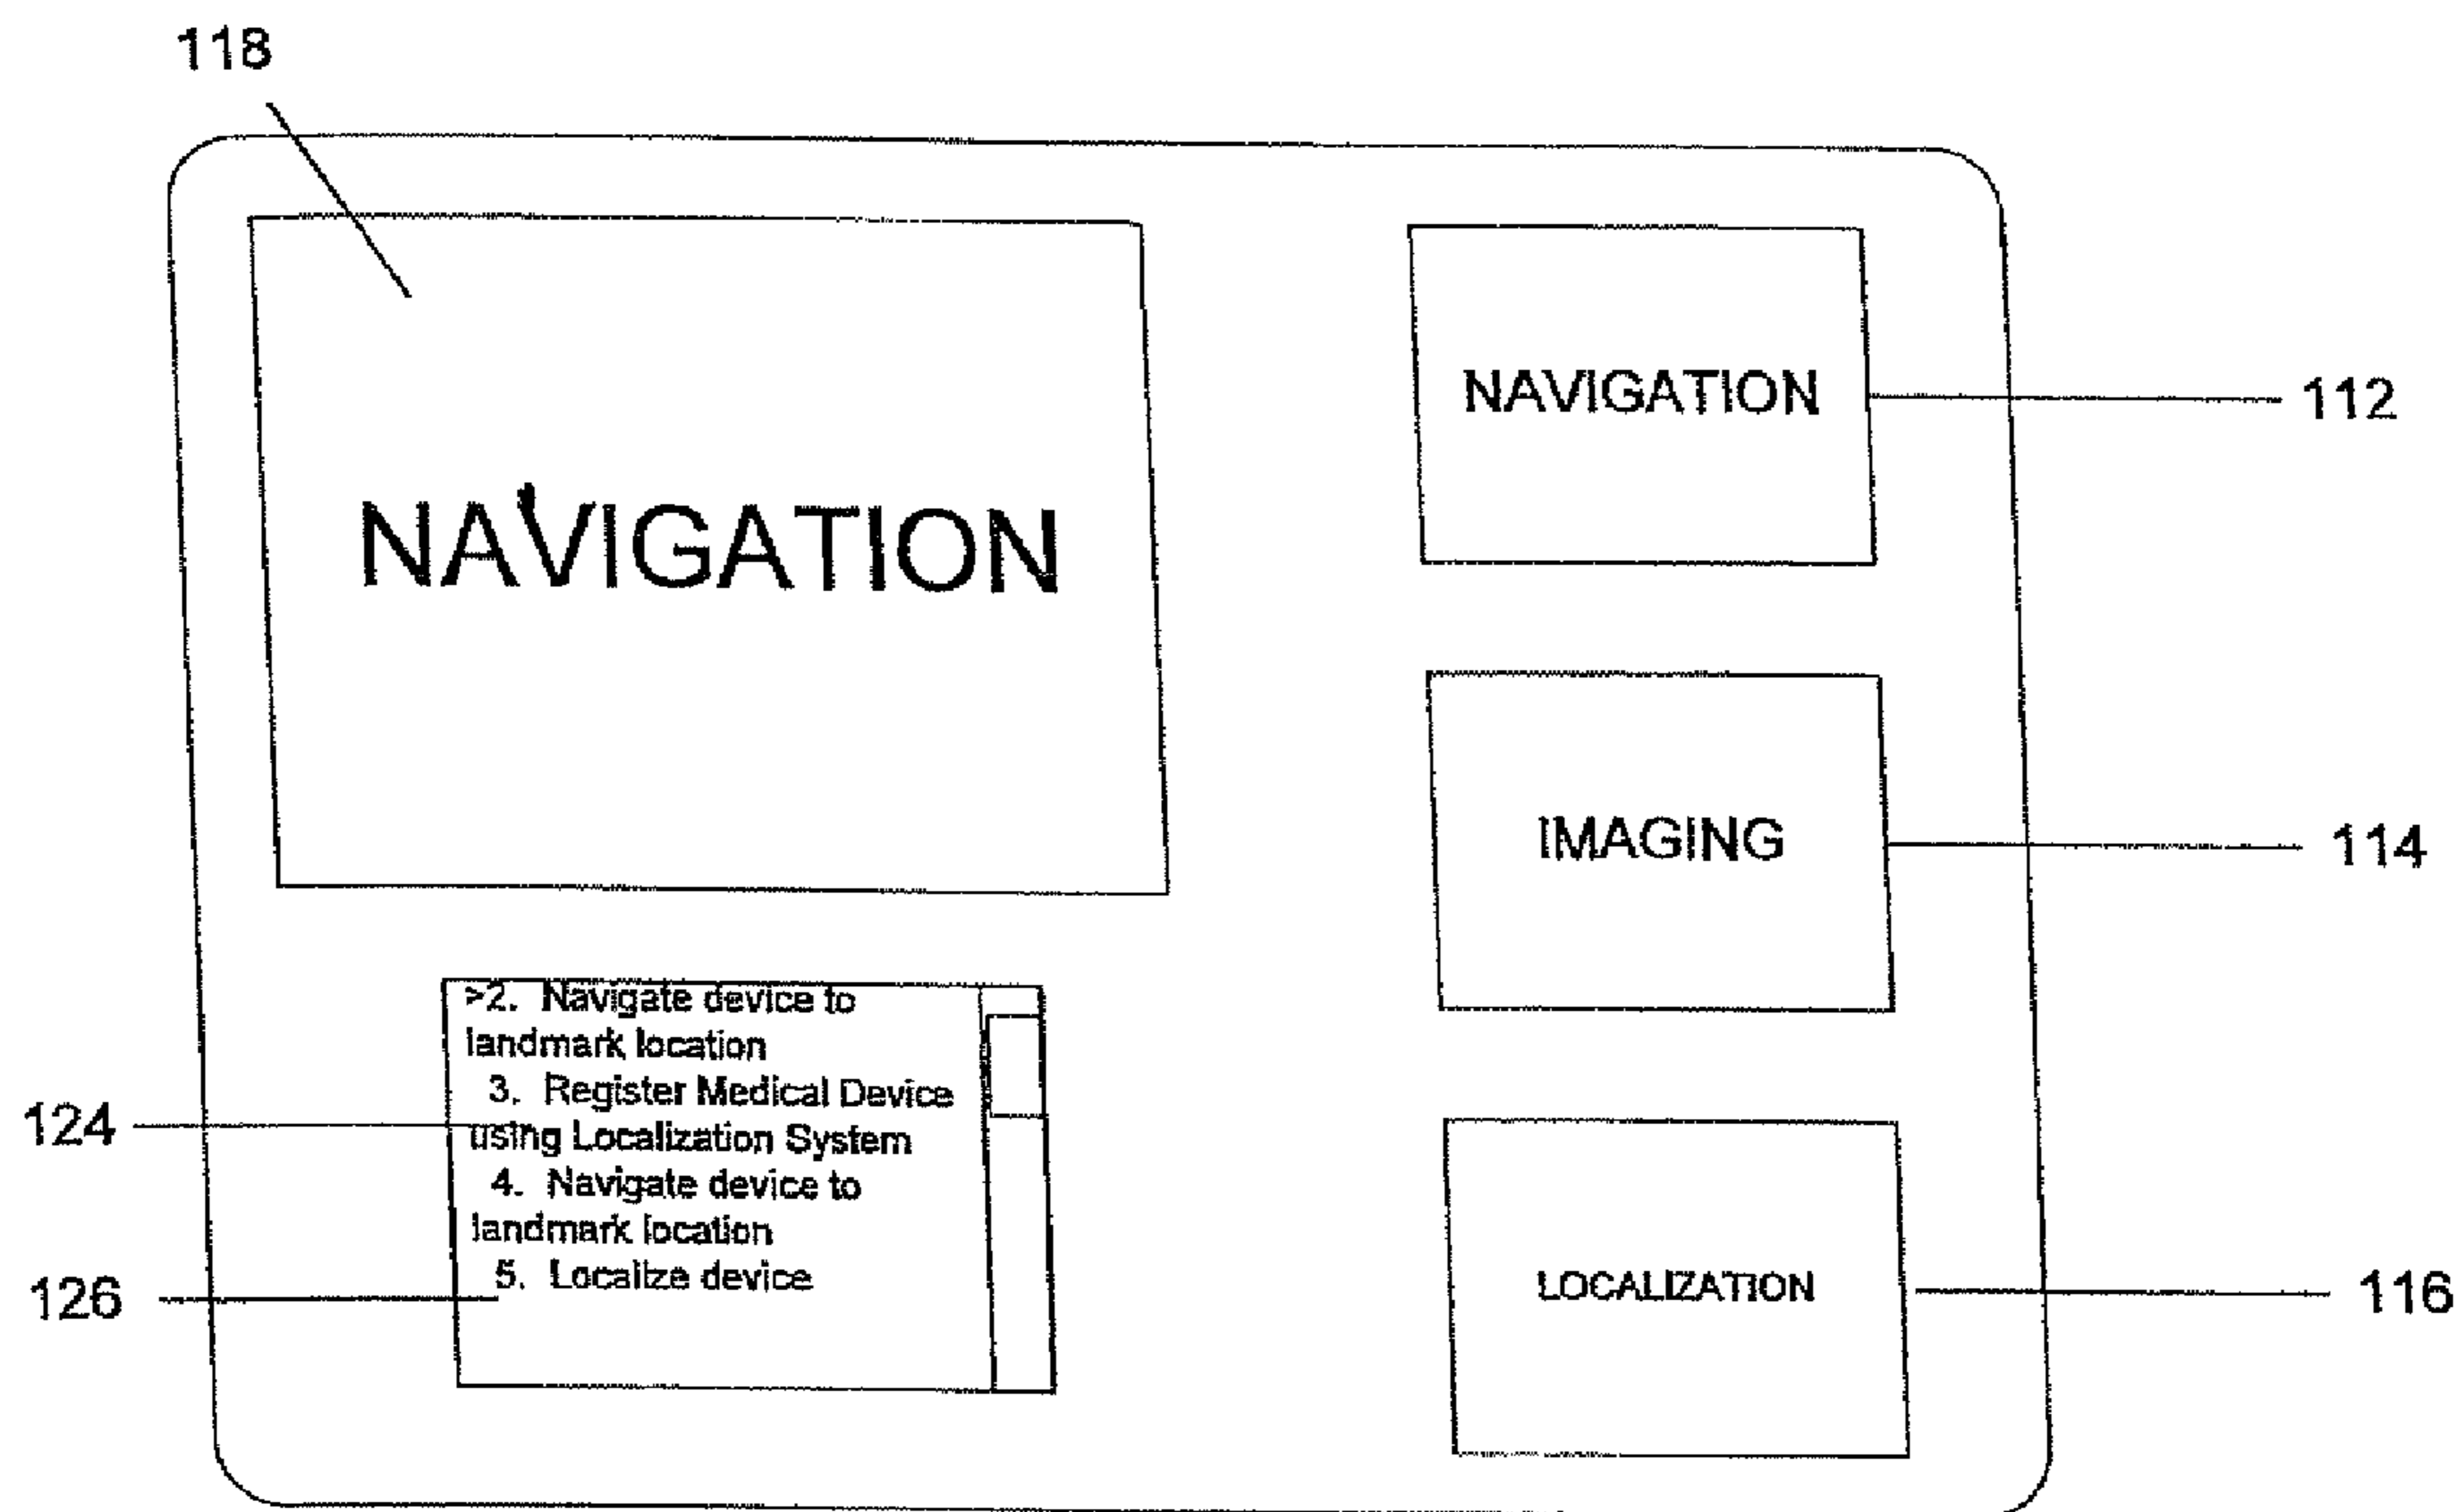 118
NAVIGATION
NAVIGATION
112
IMAGING
114
>2. Navigate device to
landmark location
3. Register Medical Device
using Localization System
4. Navigate device to
landmark location
5. Localize device
124
126
LOCALIZATION
116